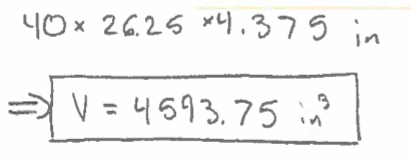 40 × 26.25 × 4.375 in
⇒ V = 4593.75 in³